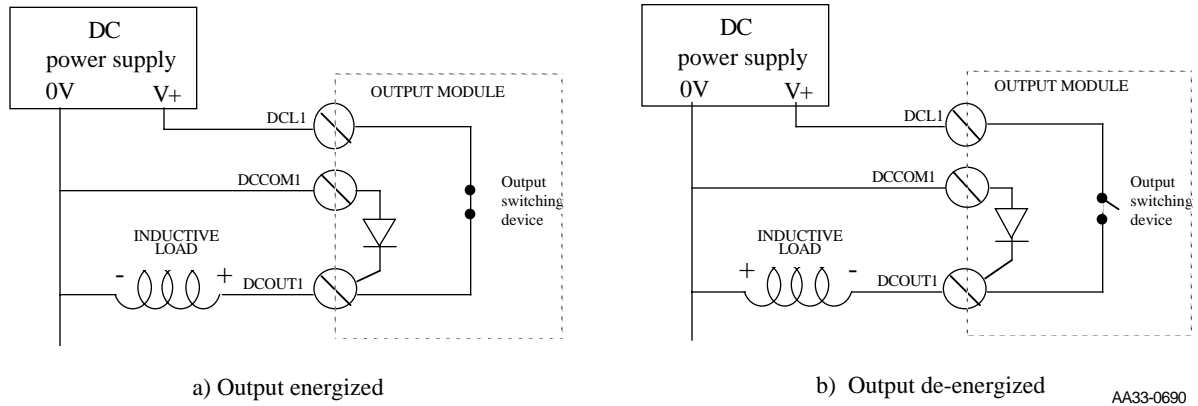 DC
power supply
0V V+
OUTPUT MODULE
DCL1
DCCOM1
Output
switching
device
INDUCTIVE
LOAD
- +
DCOUT1
a) Output energized
DC
power supply
0V V+
OUTPUT MODULE
DCL1
DCCOM1
Output
switching
device
INDUCTIVE
LOAD
+ -
DCOUT1
b) Output de-energized
AA33-0690